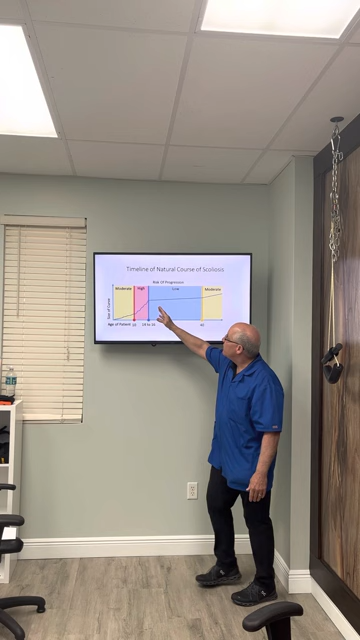 Timeline of Natural Course of Scoliosis
Risk Of Progression
Moderate High Low Moderate
Size of Curve
Age of Patient 10